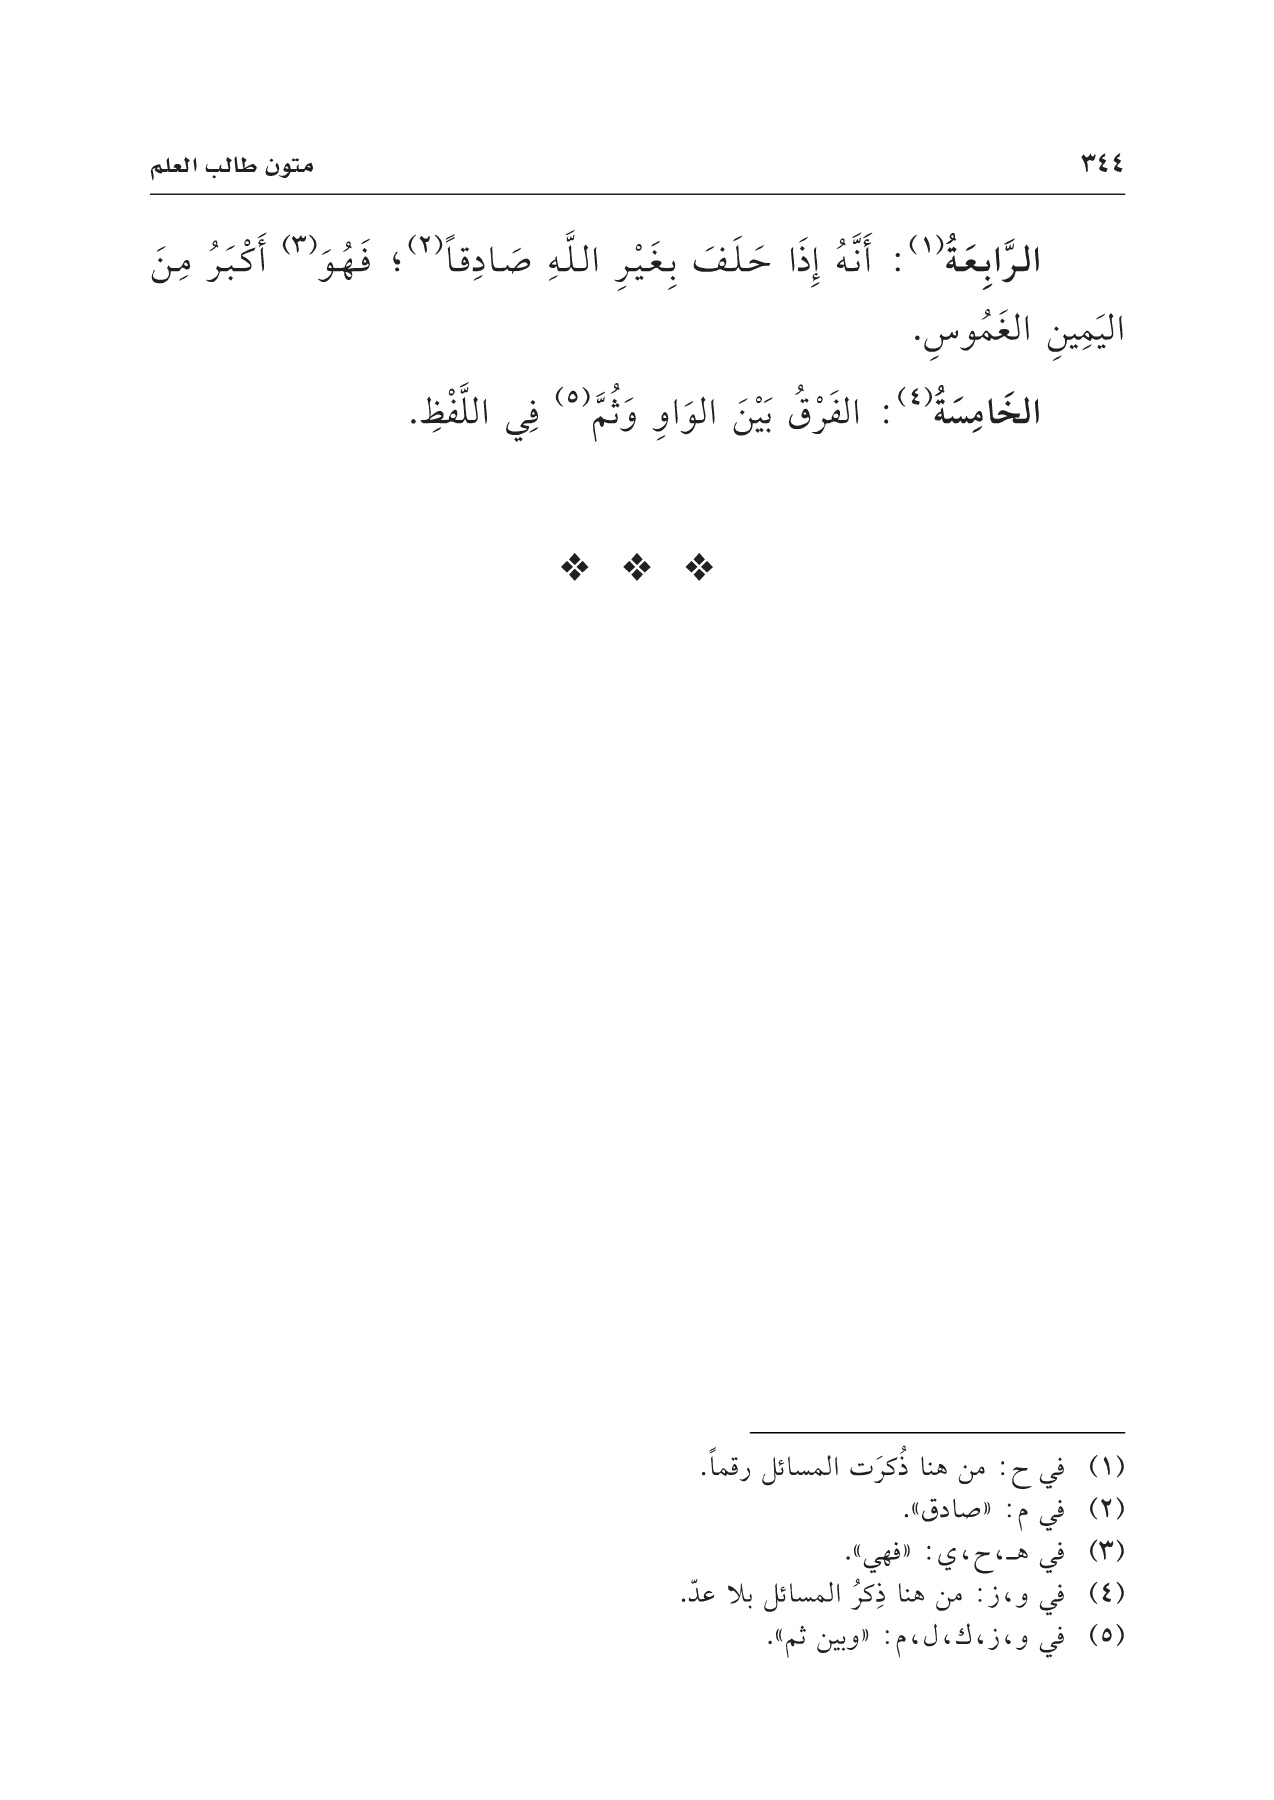 ٣٤٤ متون طالب العلم
الرَّابِعَةُ(١): أَنَّهُ إِذَا حَلَفَ بِغَيْرِ اللَّهِ صَادِقاً(٢)؛ فَهُوَ(٣) أَكْبَرُ مِنَ
اليَمِينِ الغَمُوسِ.
الخَامِسَةُ(٤): الفَرْقُ بَيْنَ الوَاوِ وَثُمَّ(٥) فِي اللَّفْظِ.
(١) في ح: من هنا ذُكرَت المسائل رقماً.
(٢) في م: «صادق».
(٣) في هـ،ح،ي: «فهي».
(٤) في و،ز: من هنا ذِكرُ المسائل بلا عدّ.
(٥) في و،ز،ك،ل،م: «وبين ثم».